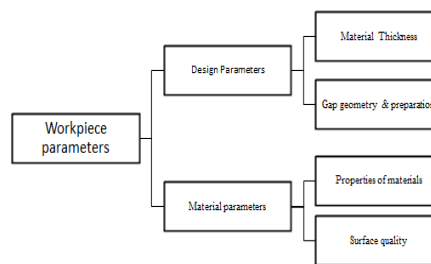 Material Thickness
Design Parameters
Gap geometry & preparation
Workpiece
parameters
Properties of materials
Material parameters
Surface quality